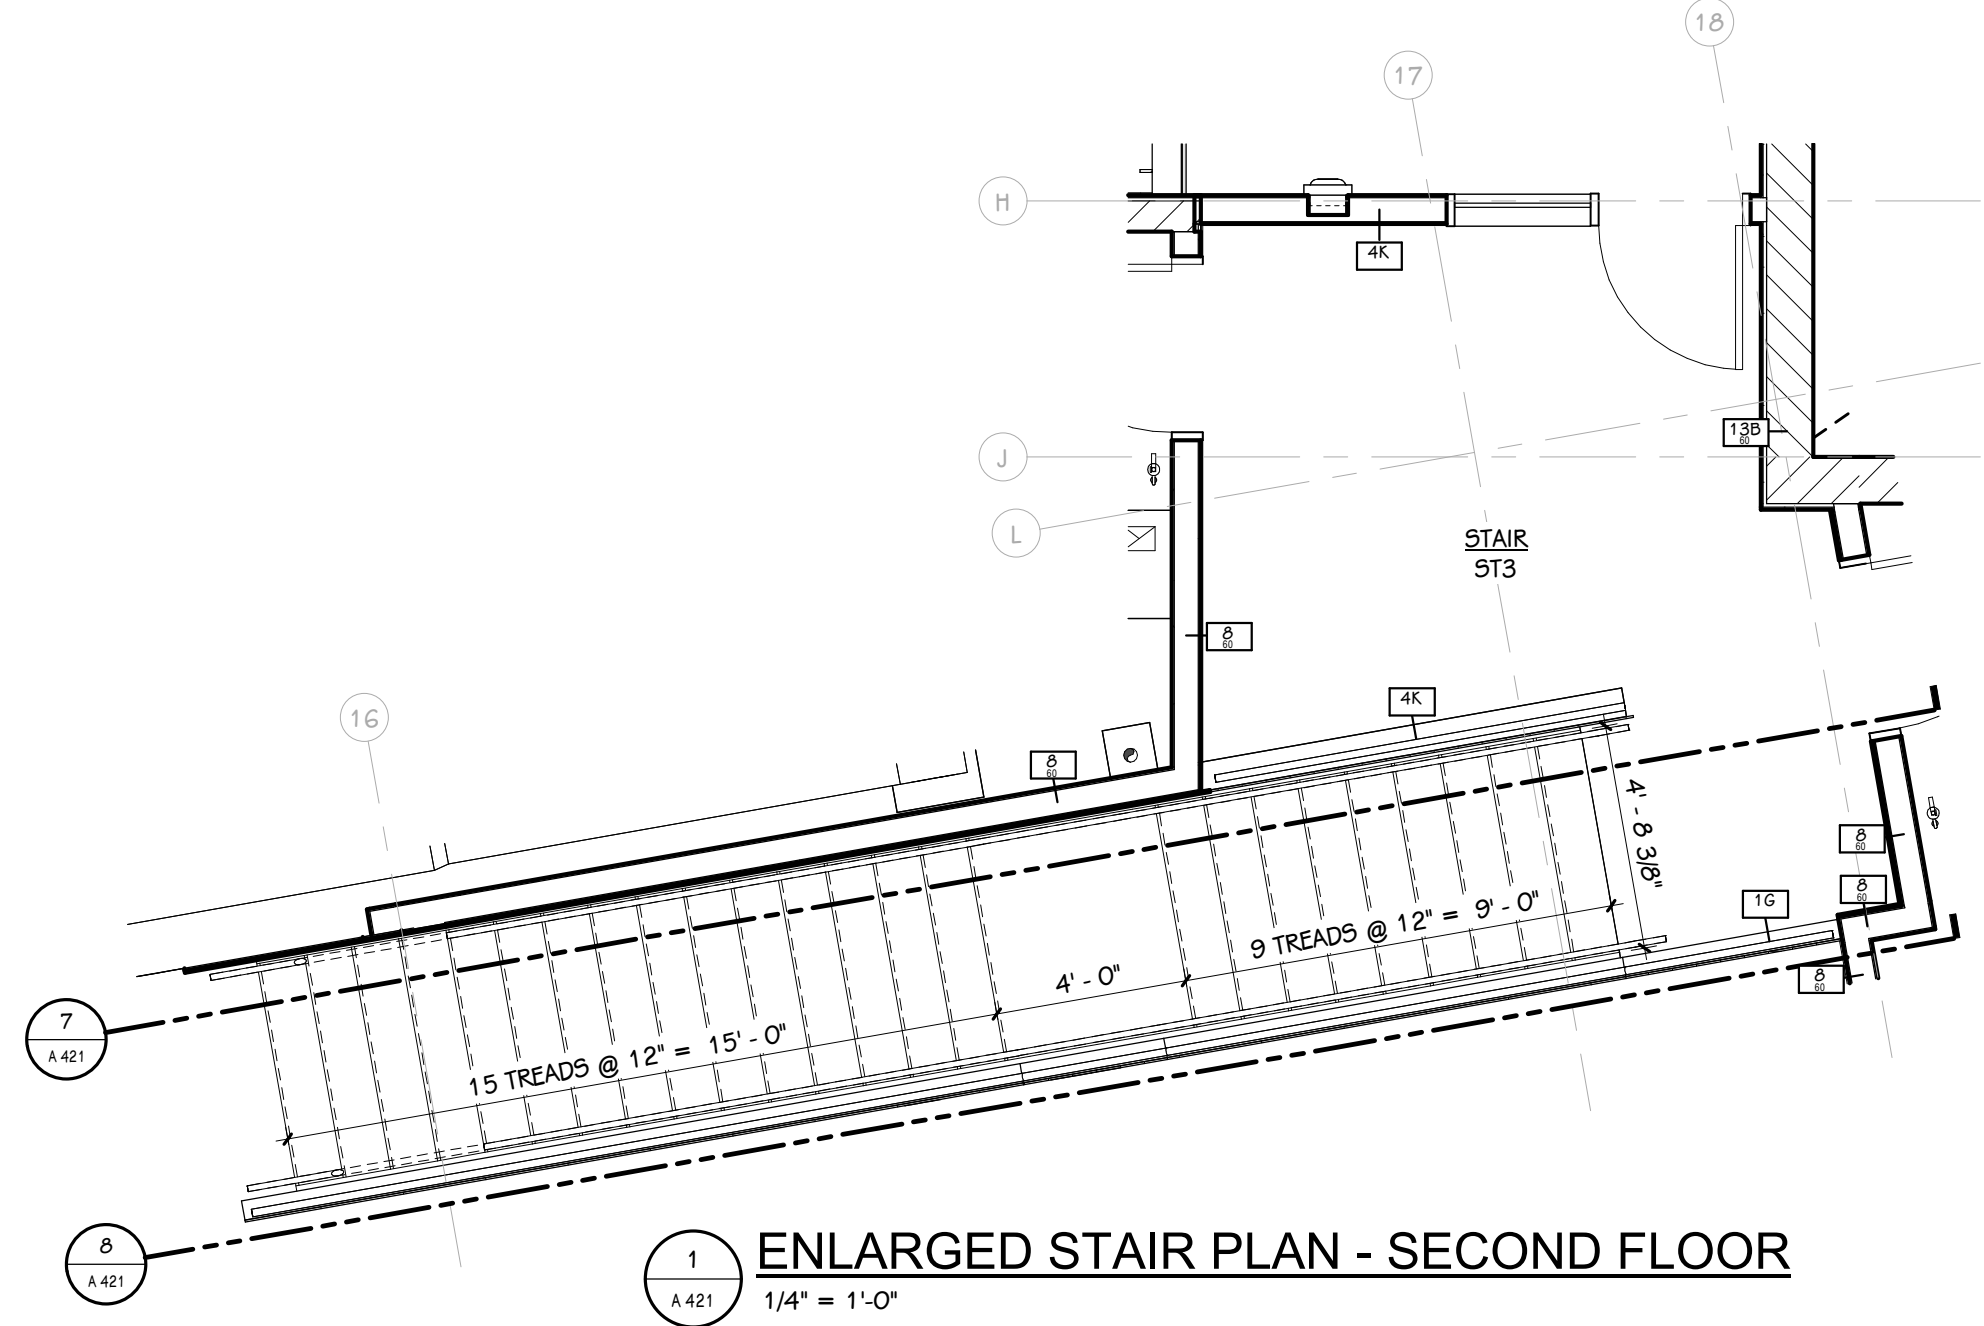 18
17
H
4K
13B
60
J
L
STAIR
ST3
8
60
16
4K
8
60
4' - 8 3/8"
8
60
8
60
1G
9 TREADS @ 12" = 9' - 0"
4' - 0"
8
60
7
A 421
15 TREADS @ 12" = 15' - 0"
8
A 421
1
A 421
ENLARGED STAIR PLAN - SECOND FLOOR
1/4" = 1'-0"